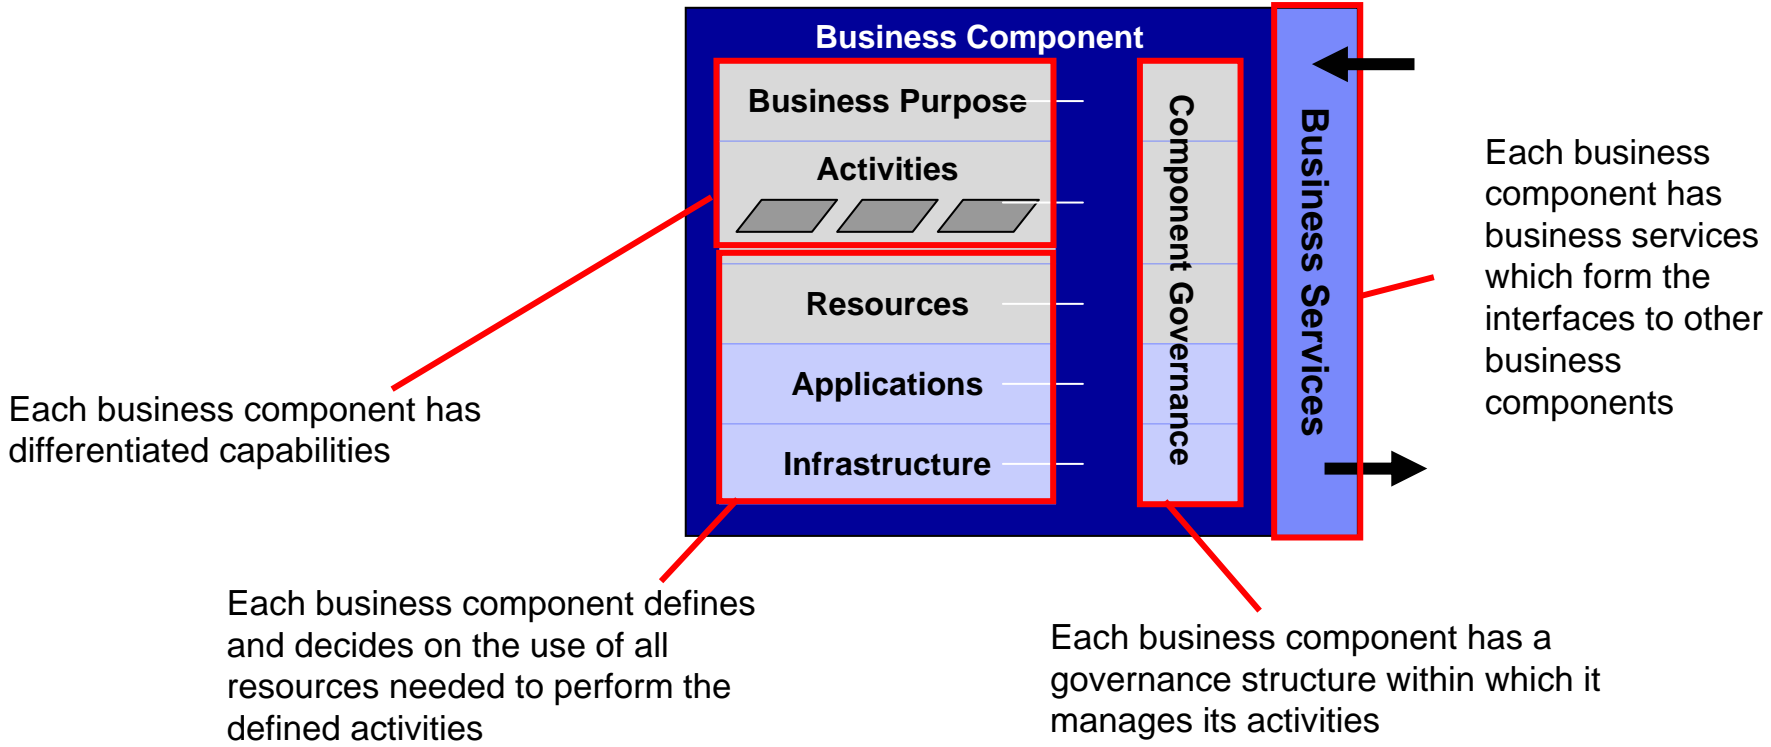 Business Component
Business Purpose
Activities
Resources
Applications
Infrastructure
Component Governance
Business Services
Each business
component has
business services
which form the
interfaces to other
business
components
Each business component has
differentiated capabilities
Each business component defines
and decides on the use of all
resources needed to perform the
defined activities
Each business component has a
governance structure within which it
manages its activities